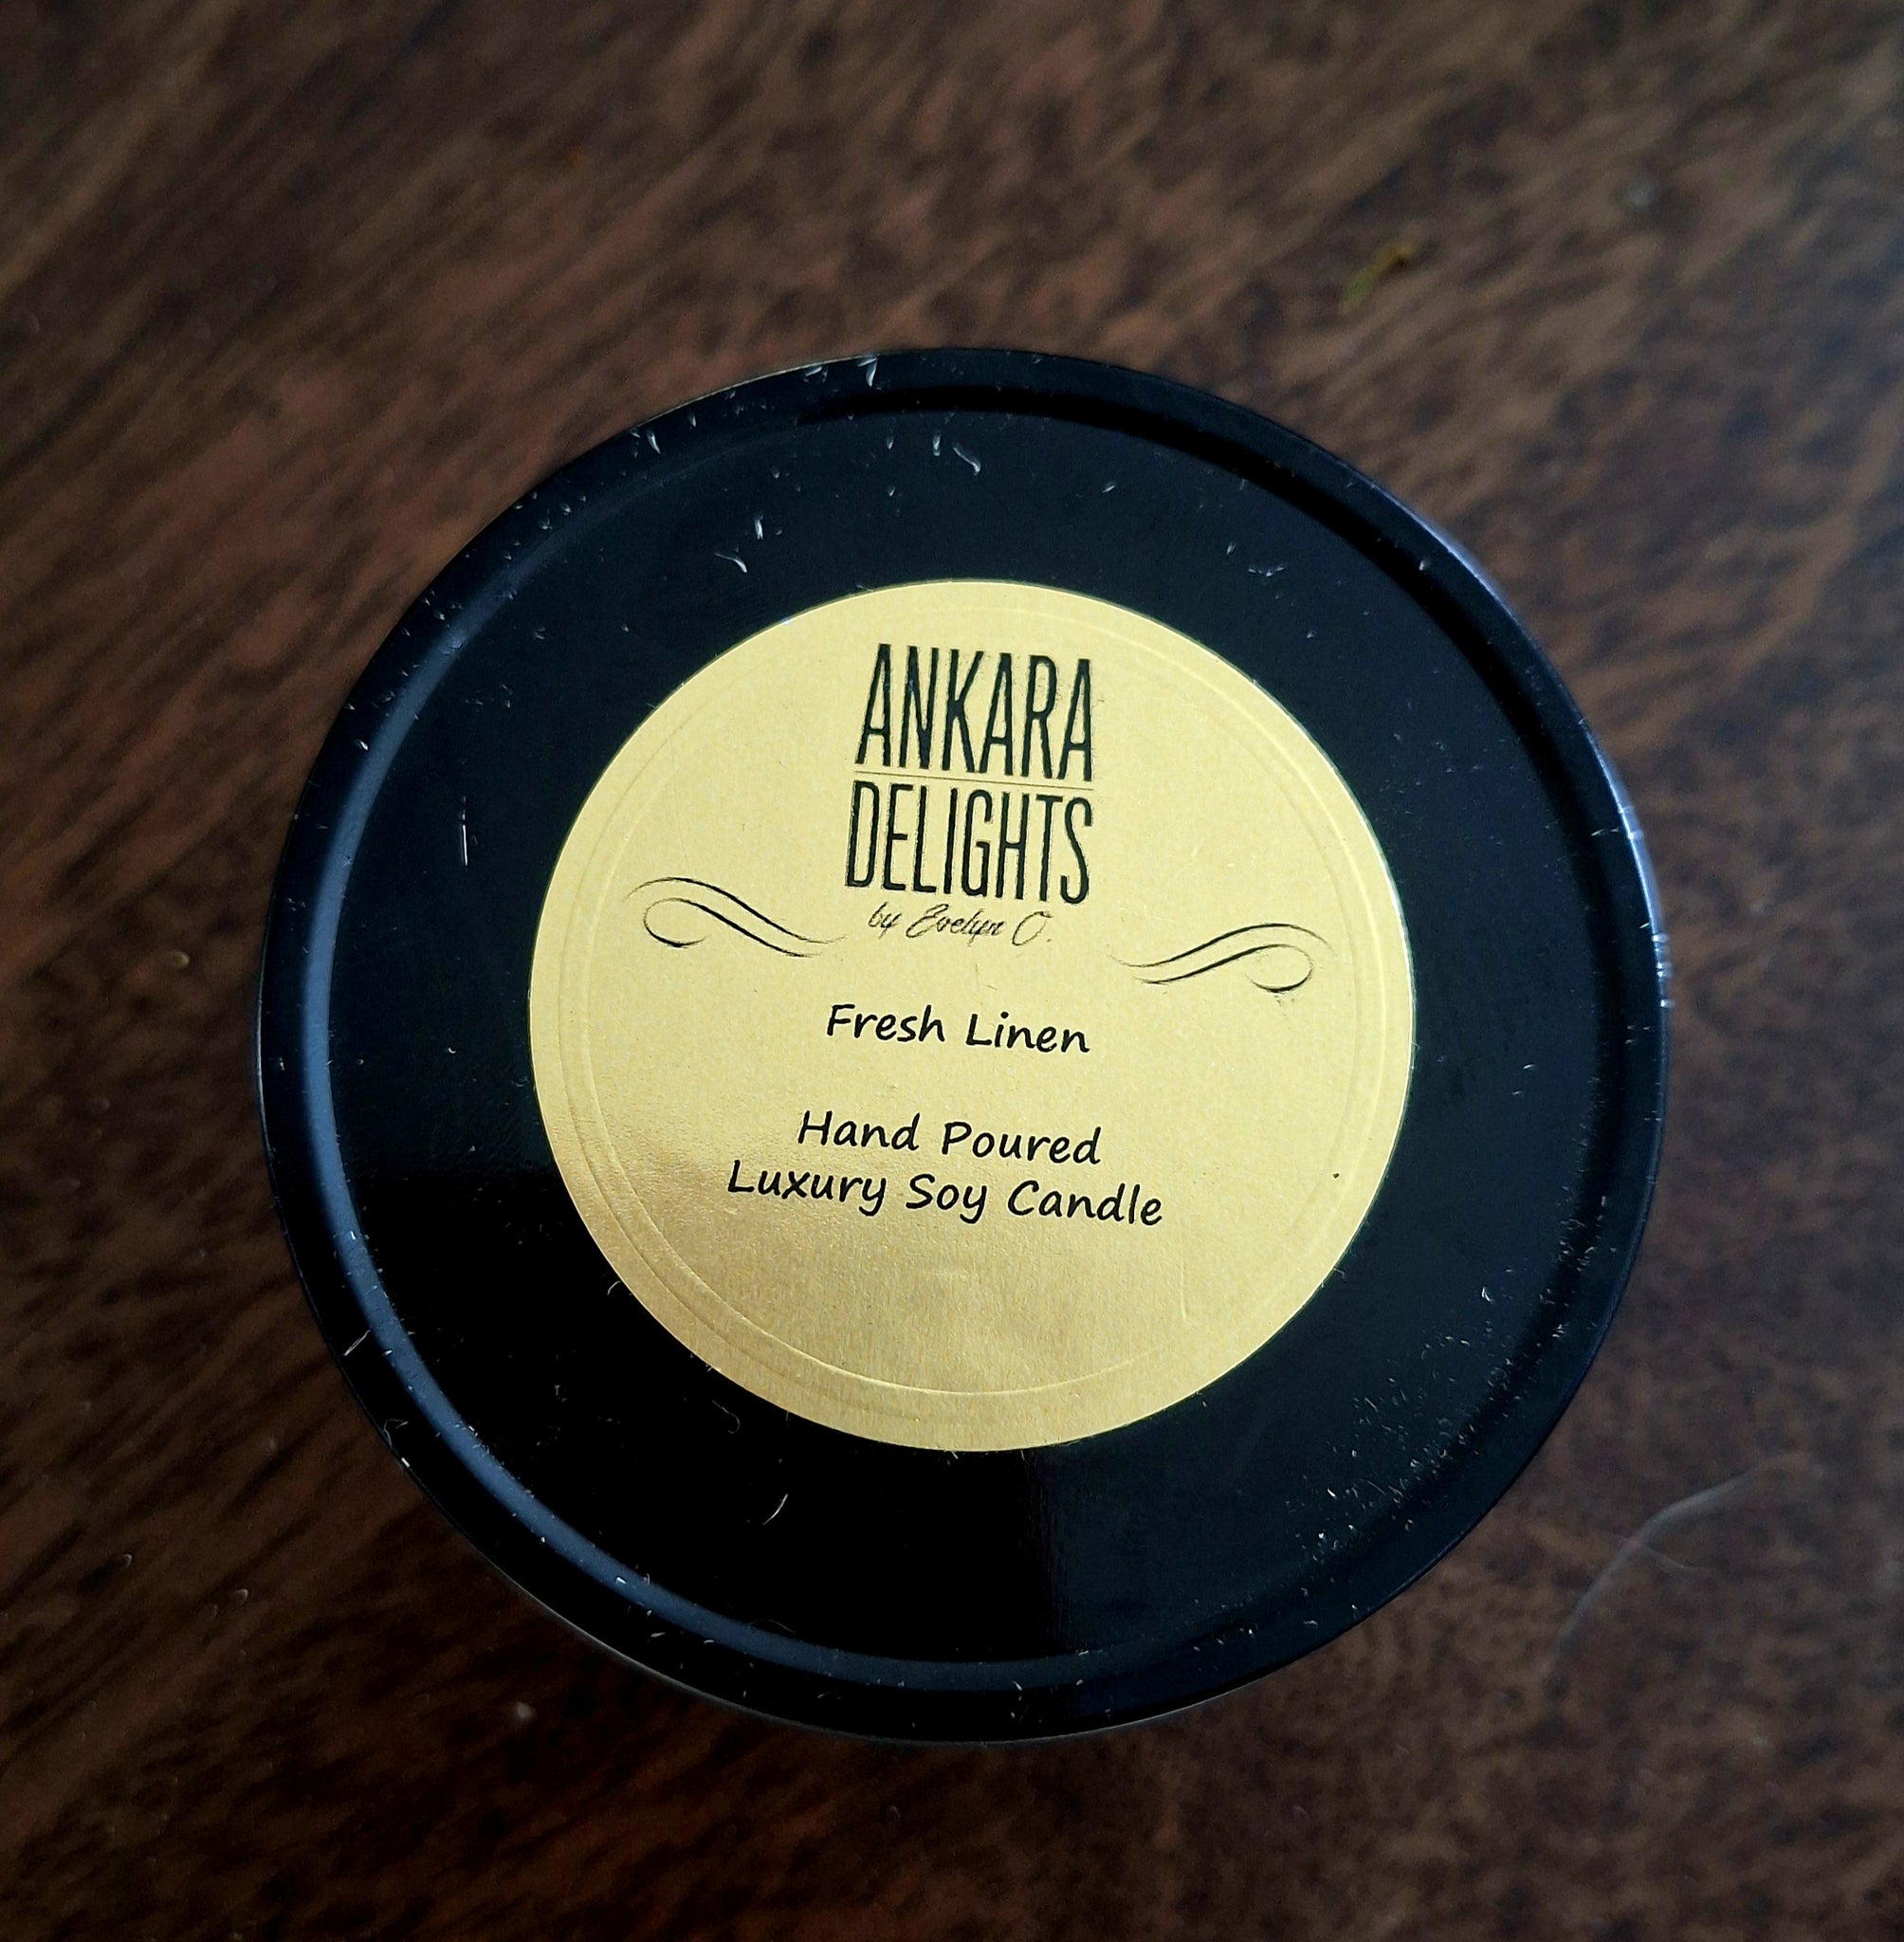 ANKARA
DELIGHTS
by Evelyn O.
Fresh Linen
Hand Poured
Luxury Soy Candle